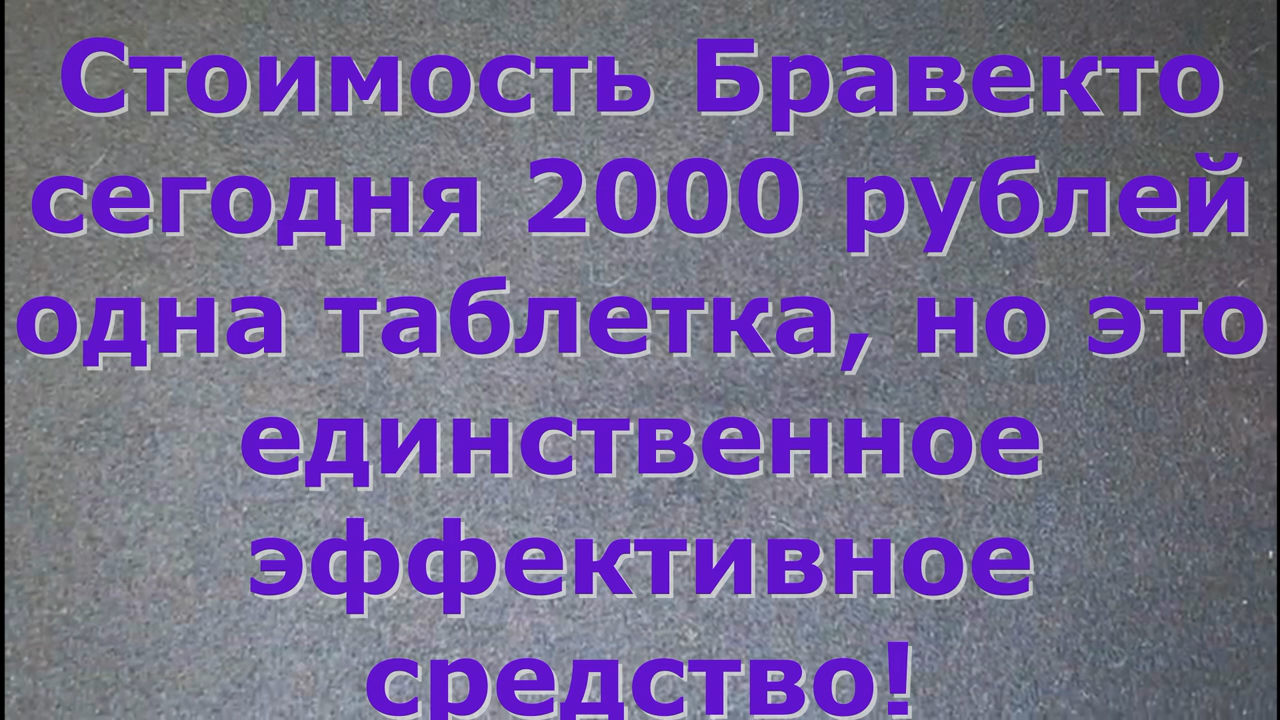 Стоимость Бравекто
сегодня 2000 рублей
одна таблетка, но это
единственное
эффективное
средство!